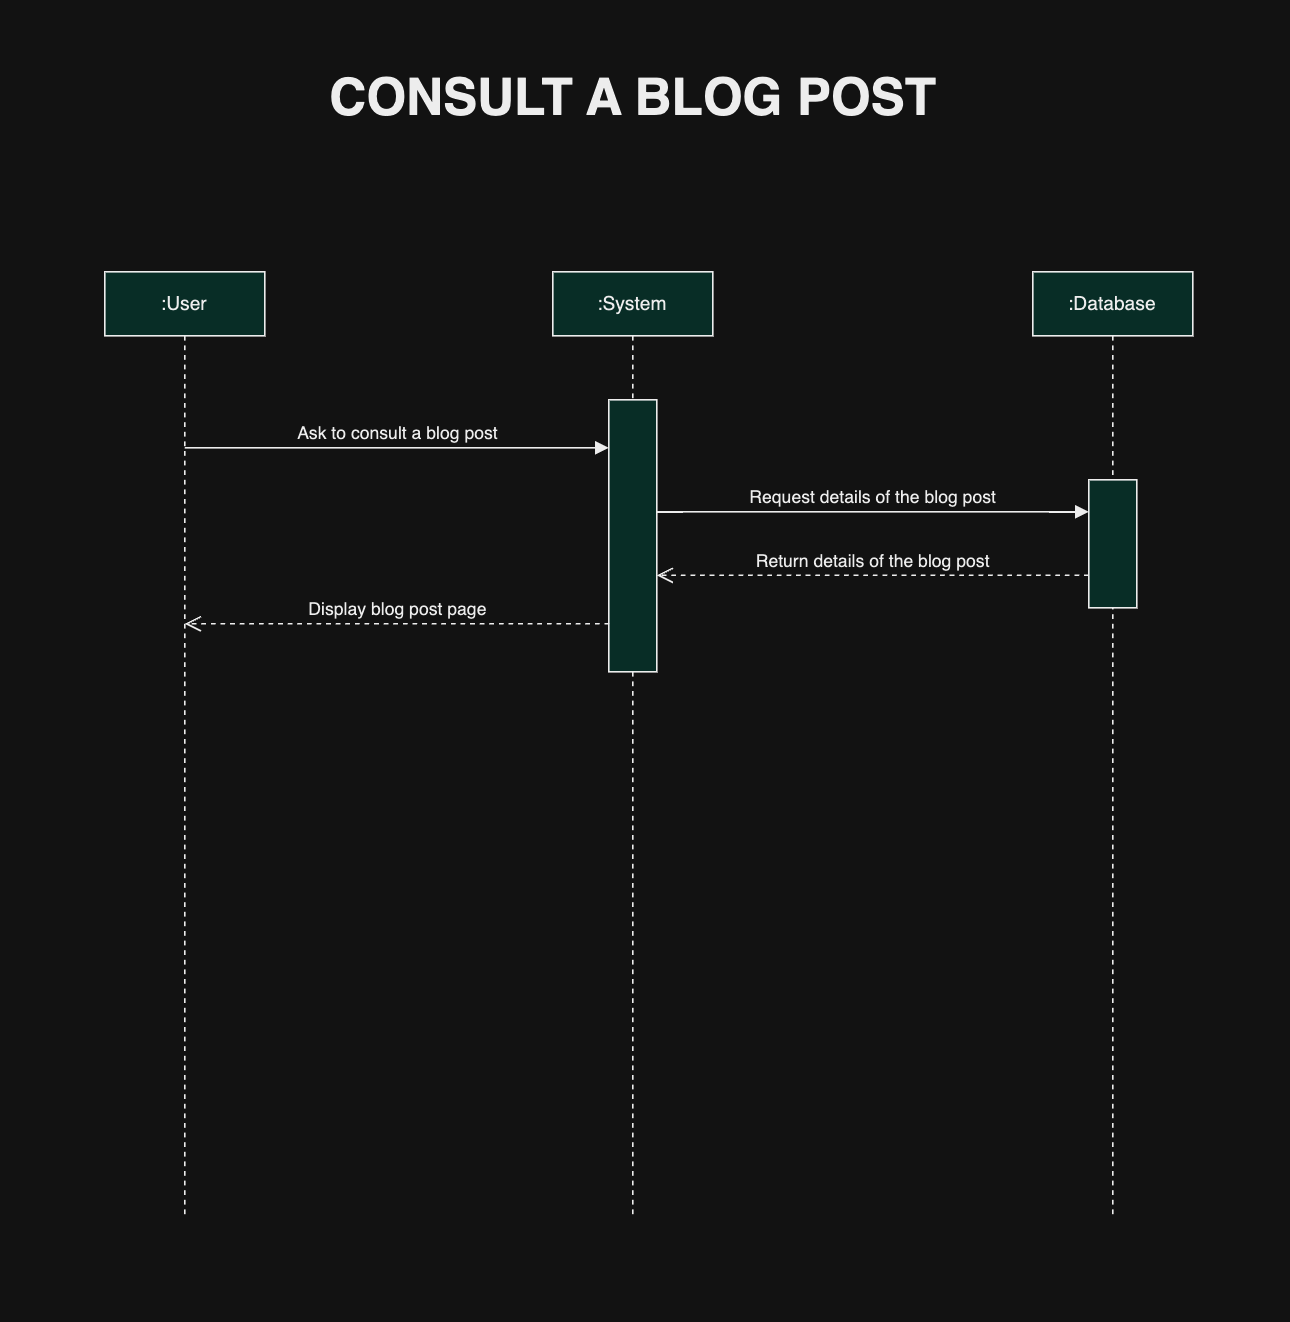 CONSULT A BLOG POST
:User
:System
:Database
Ask to consult a blog post
Request details of the blog post
Return details of the blog post
Display blog post page